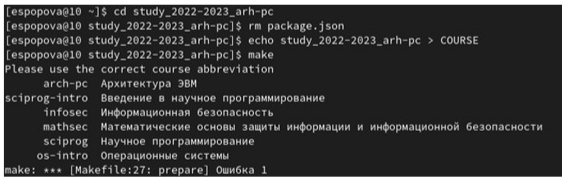 [espopova@10 ~]$ cd study_2022-2023_arh-pc
[espopova@10 study_2022-2023_arh-pc]$ rm package.json
[espopova@10 study_2022-2023_arh-pc]$ echo study_2022-2023_arh-pc > COURSE
[espopova@10 study_2022-2023_arh-pc]$ make
Please use the correct course abbreviation
arch-pc Архитектура ЭВМ
sciprog-intro Введение в научное программирование
infosec Информационная безопасность
mathsec Математические основы защиты информации и информационной безопасности
sciprog Научное программирование
os-intro Операционные системы
make: *** [Makefile:27: prepare] Ошибка 1